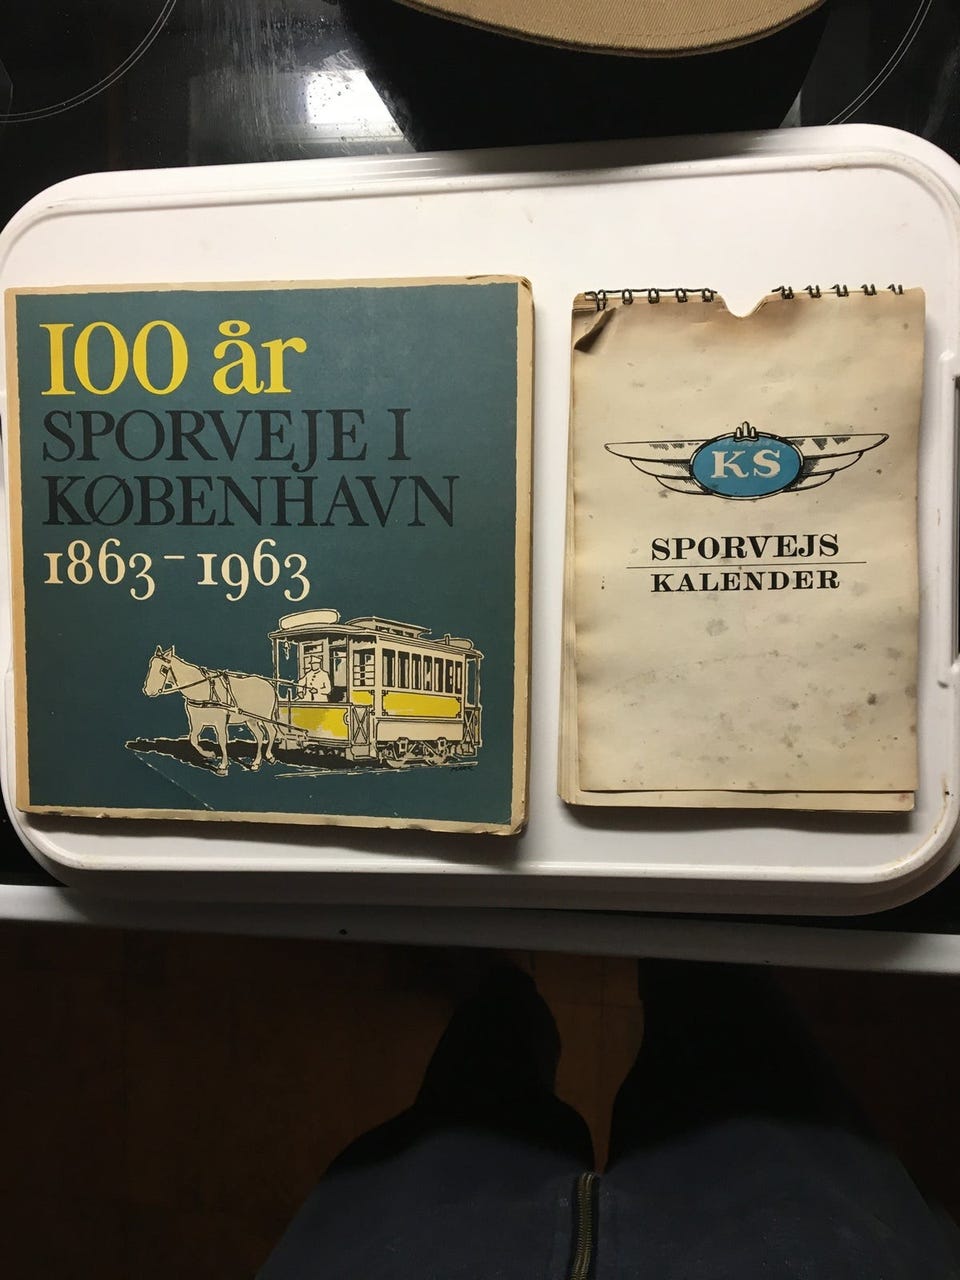 100 år
SPORVEJE I
KØBENHAVN
1863-1963
KS
SPORVEJS
KALENDER